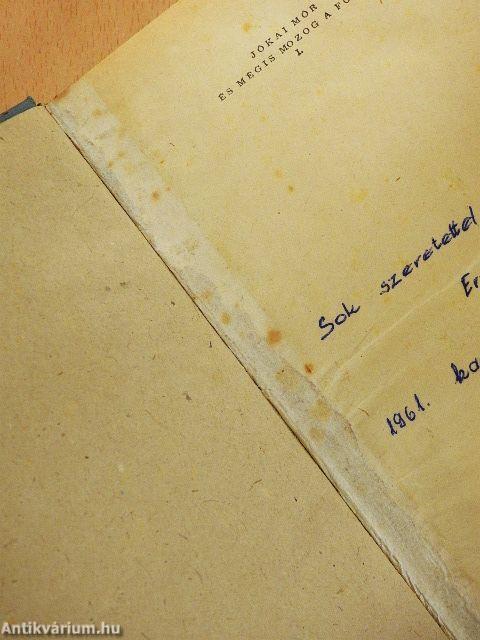 JÓKAI MÓR
ÉS MÉGIS MOZOG A FÖ
I.
Sok szeretettel
Er
1961. ka
Antikvárium.hu